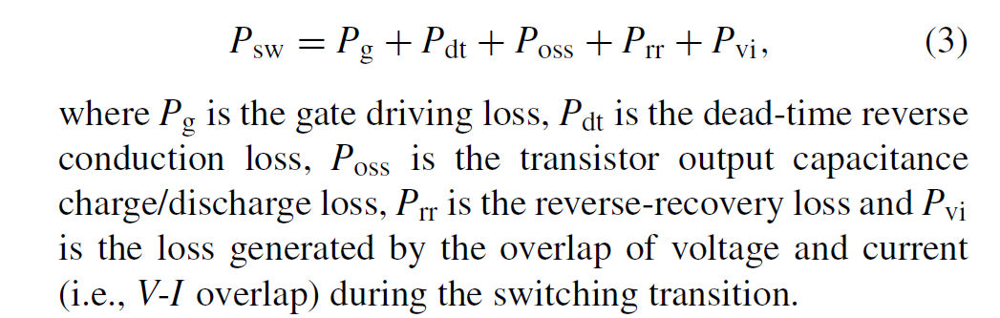 P_sw = P_g + P_dt + P_oss + P_rr + P_vi, (3)
where P_g is the gate driving loss, P_dt is the dead-time reverse
conduction loss, P_oss is the transistor output capacitance
charge/discharge loss, P_rr is the reverse-recovery loss and P_vi
is the loss generated by the overlap of voltage and current
(i.e., V-I overlap) during the switching transition.